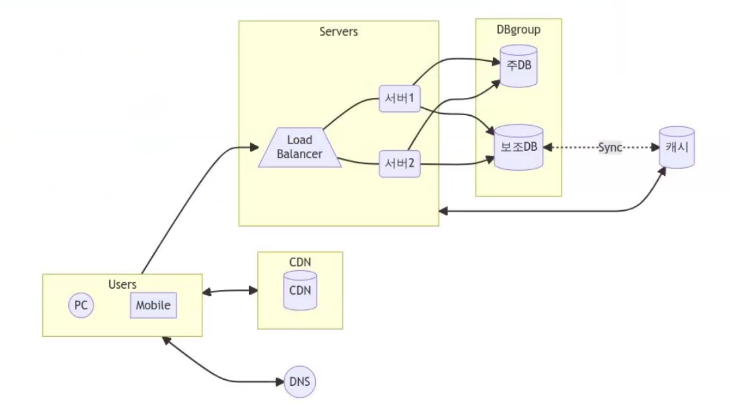 Servers
DBgroup
주DB
서버1
Load
Balancer
보조DB
Sync
캐시
서버2
CDN
Users
CDN
PC
Mobile
DNS